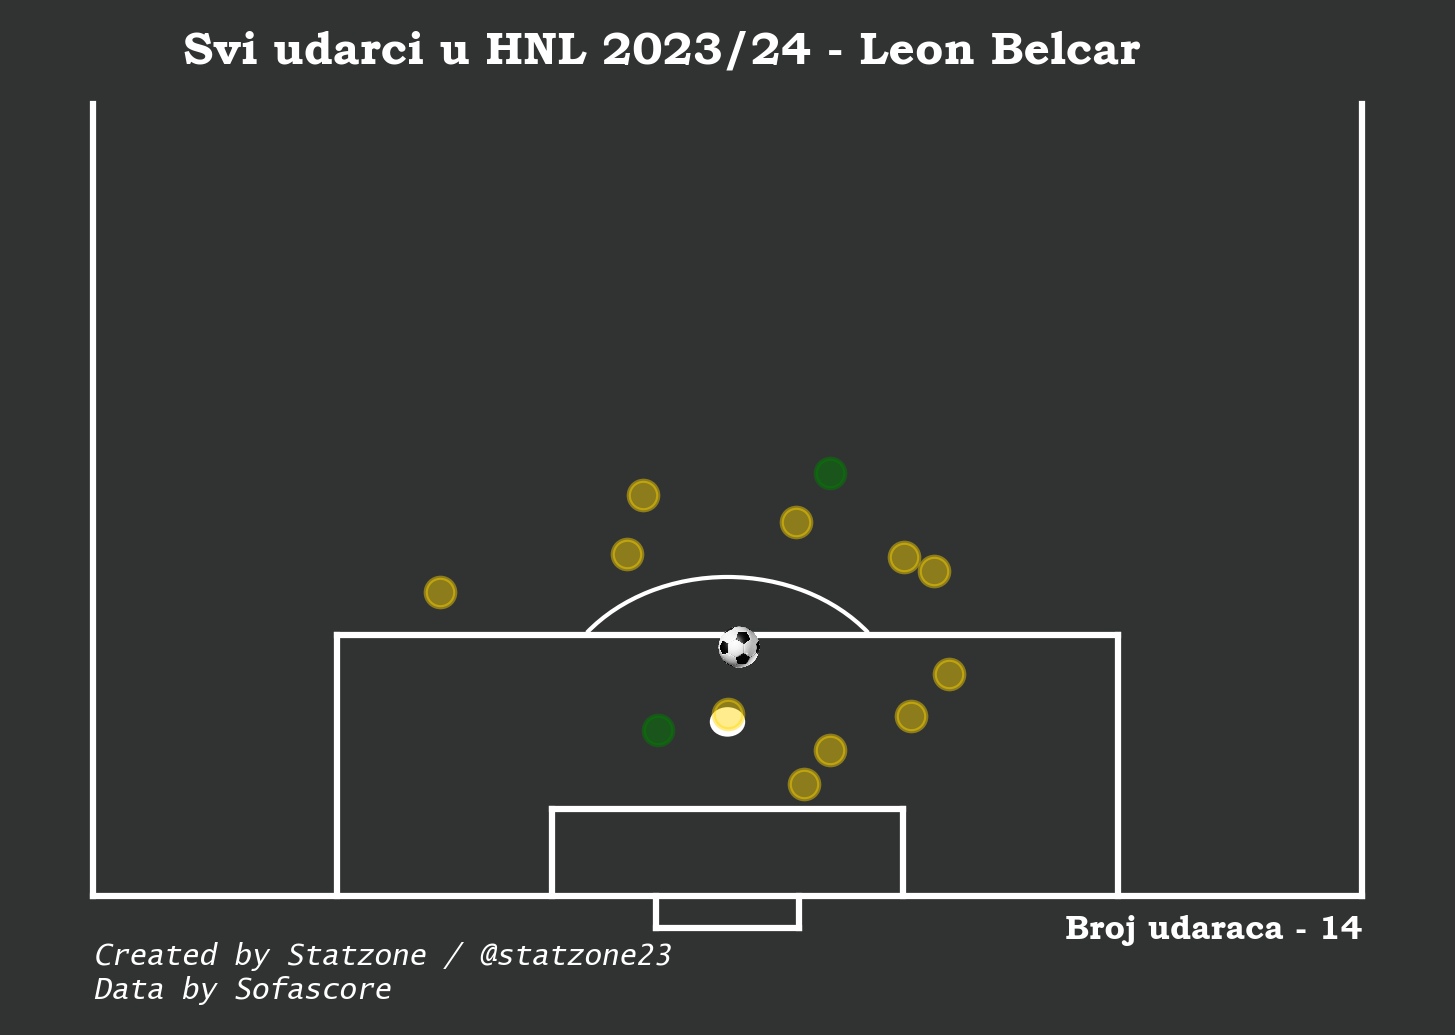 Svi udarci u HNL 2023/24 - Leon Belcar
Broj udaraca - 14
Created by Statzone / @statzone23
Data by Sofascore